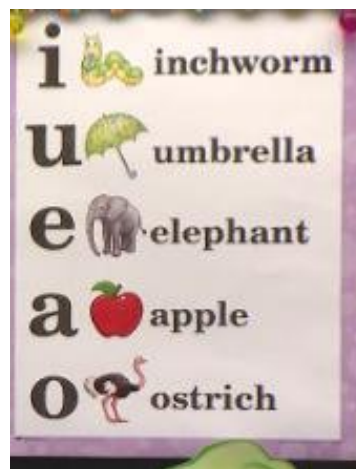 i inchworm
u umbrella
e elephant
a apple
o ostrich